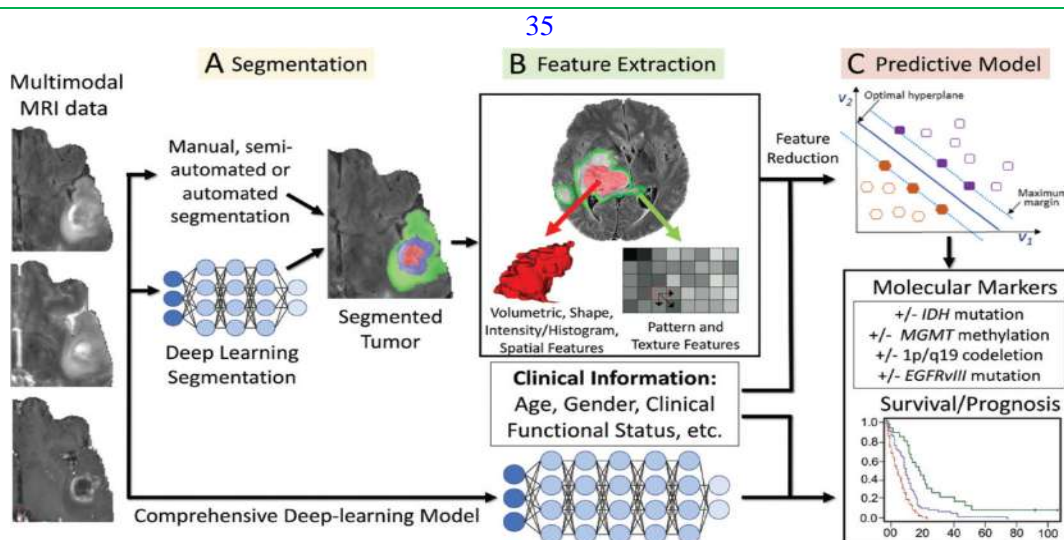 35
A Segmentation
B Feature Extraction
C Predictive Model
Multimodal
MRI data
Manual, semi-
automated or
automated
segmentation
Deep Learning
Segmentation
Segmented
Tumor
Volumetric, Shape,
Intensity/Histogram,
Spatial Features
Pattern and
Texture Features
Clinical Information:
Age, Gender, Clinical
Functional Status, etc.
Comprehensive Deep-learning Model
Feature
Reduction
V2
Optimal hyperplane
Maximum
margin
V1
Molecular Markers
+/- IDH mutation
+/- MGMT methylation
+/- 1p/q19 codeletion
+/- EGFRvIII mutation
Survival/Prognosis
1.0
0.8
0.6
0.4
0.2
0.0
00 20 40 60 80 100